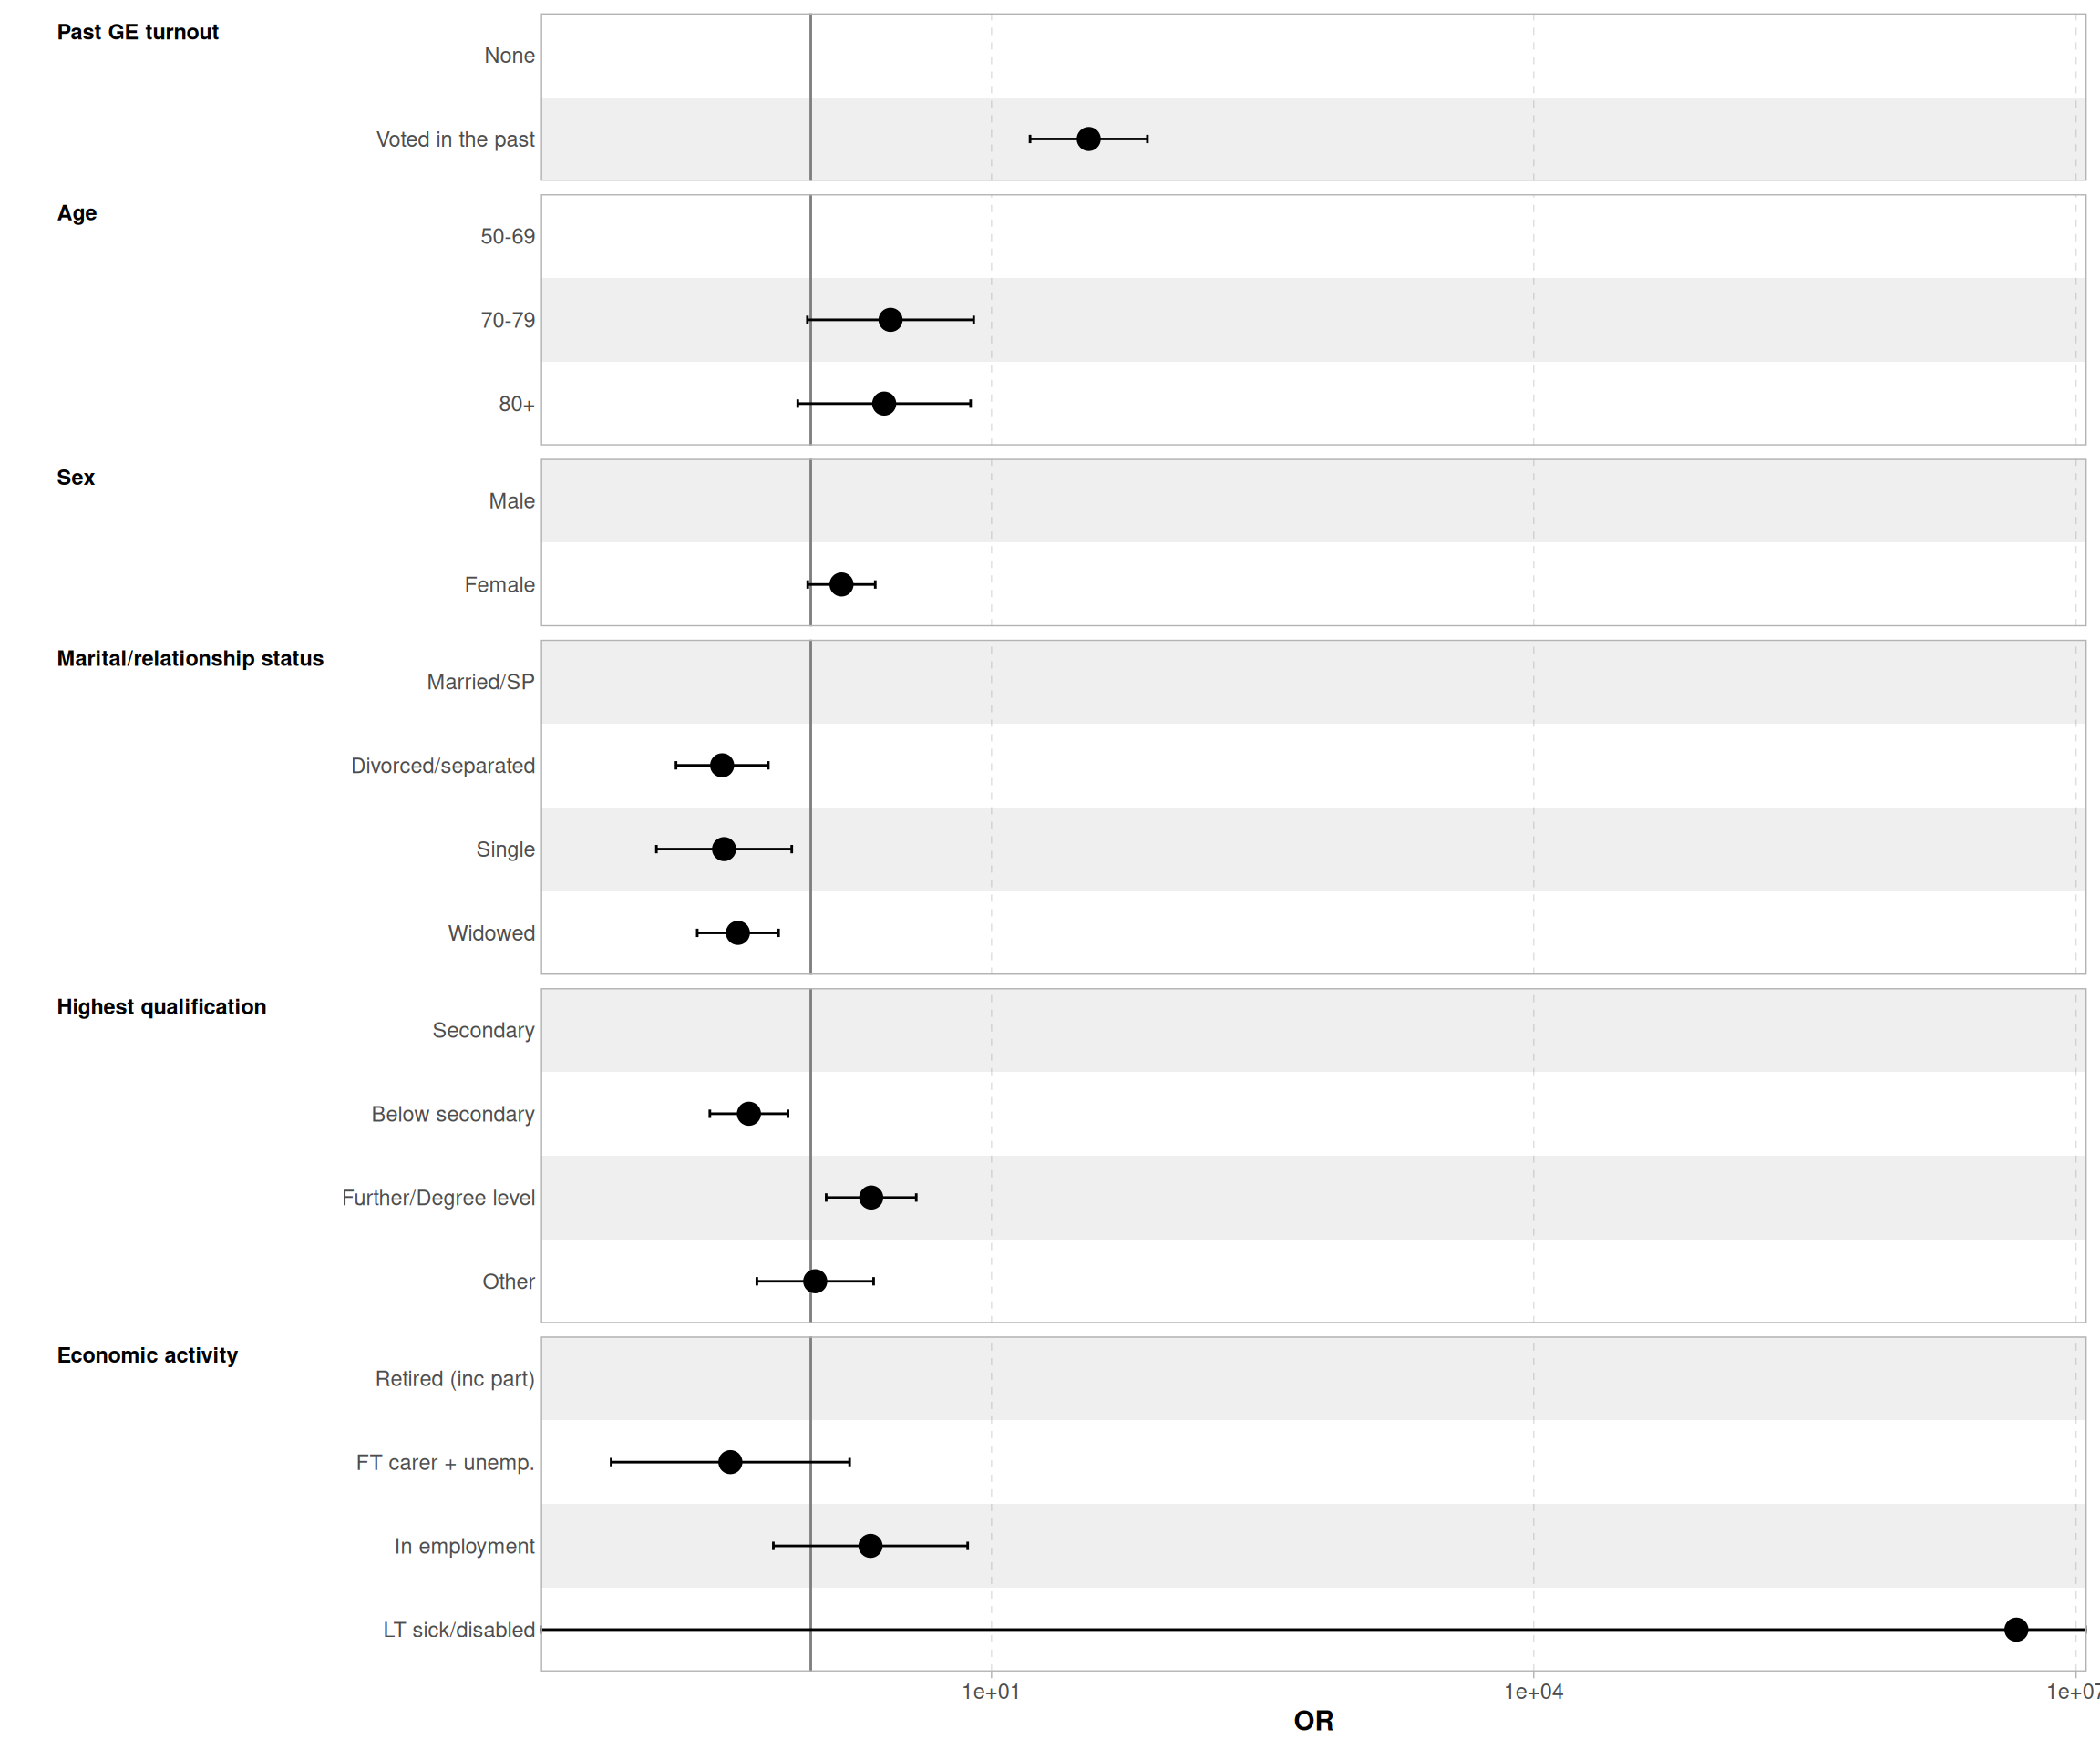 Past GE turnout
None
Voted in the past
Age
50-69
70-79
80+
Sex
Male
Female
Marital/relationship status
Married/SP
Divorced/separated
Single
Widowed
Highest qualification
Secondary
Below secondary
Further/Degree level
Other
Economic activity
Retired (inc part)
FT carer + unemp.
In employment
LT sick/disabled
1e+01 1e+04 1e+07
OR